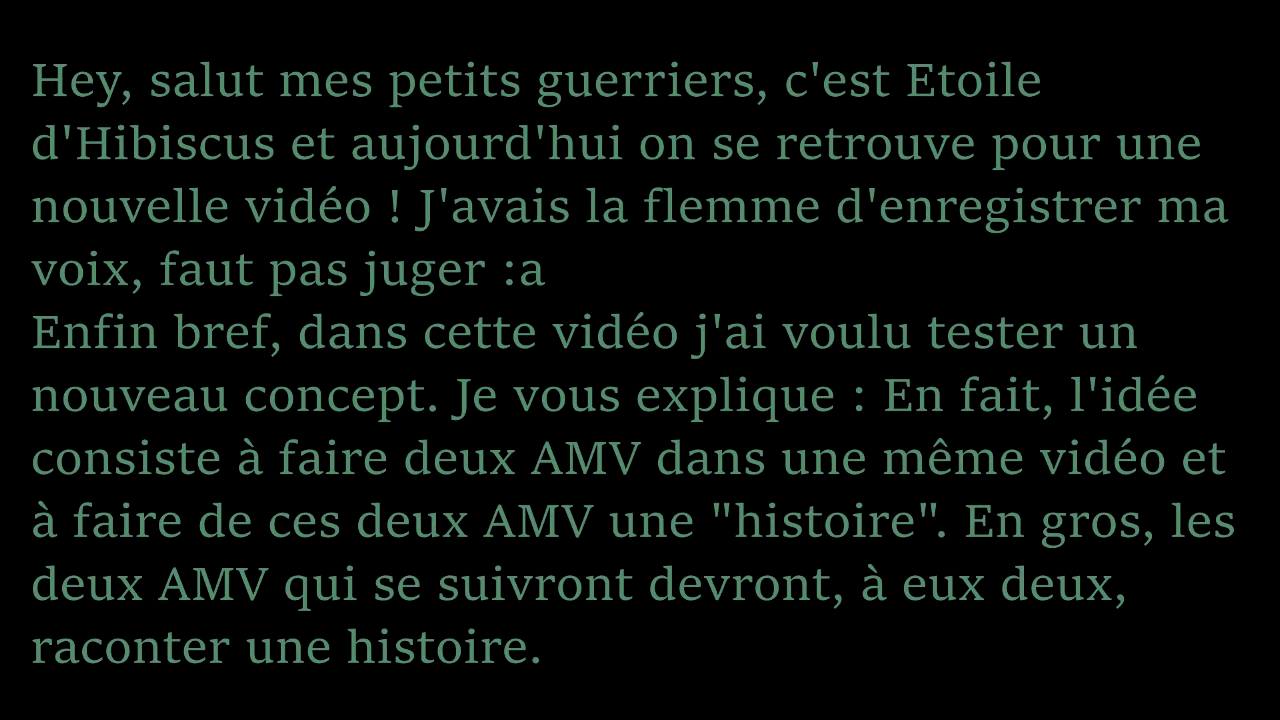 Hey, salut mes petits guerriers, c'est Etoile
d'Hibiscus et aujourd'hui on se retrouve pour une
nouvelle vidéo ! J'avais la flemme d'enregistrer ma
voix, faut pas juger :a
Enfin bref, dans cette vidéo j'ai voulu tester un
nouveau concept. Je vous explique : En fait, l'idée
consiste à faire deux AMV dans une même vidéo et
à faire de ces deux AMV une "histoire". En gros, les
deux AMV qui se suivront devront, à eux deux,
raconter une histoire.